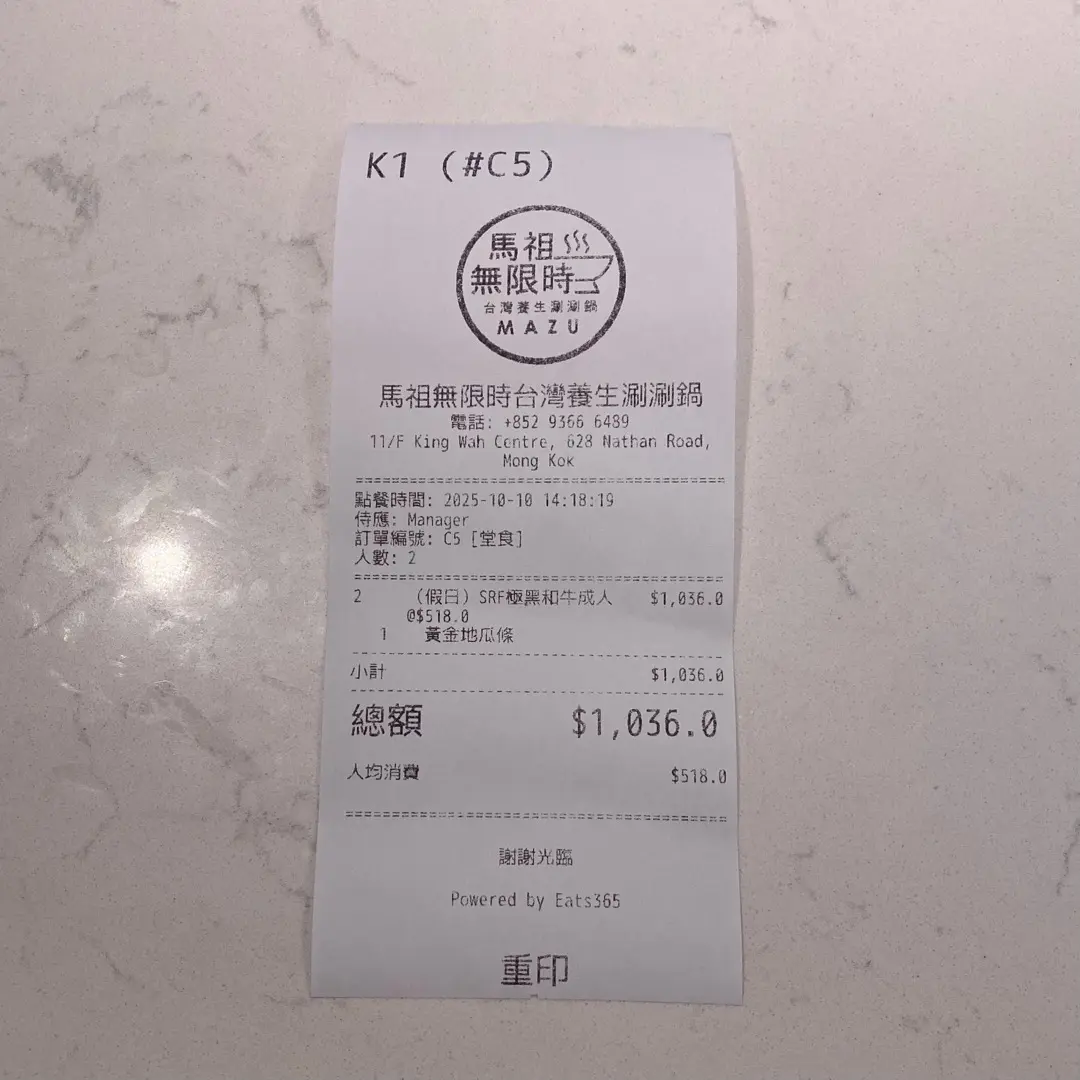 K1 (#C5)
馬祖
無限時
台灣養生涮涮鍋
MAZU
馬祖無限時台灣養生涮涮鍋
電話: +852 9366 6489
11/F King Wah Centre, 628 Nathan Road,
Mong Kok
點餐時間: 2025-10-10 14:18:19
侍應: Manager
訂單編號: C5 [堂食]
人數: 2
2 (假日) SRF極黑和牛成人 $1,036.0
@$518.0
1 黃金地瓜條
小計 $1,036.0
總額 $1,036.0
人均消費 $518.0
謝謝光臨
Powered by Eats365
重印